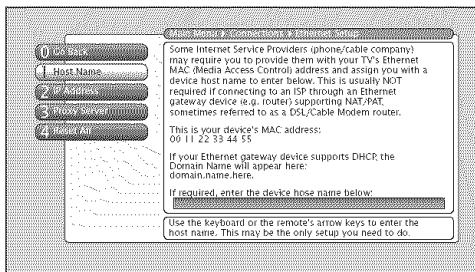 Main Menu Connections Ethernet Setup
0 Go Back
1 Host Name
2 IP Address
3 Proxy Server
4 Reset All
Some Internet Service Providers (phone/cable company)
may require you to provide them with your TV's Ethernet
MAC (Media Access Control) address and assign you with a
device host name to enter below. This is usually NOT
required if connecting to an ISP through an Ethernet
gateway device (e.g. router) supporting NAT/PAT,
sometimes referred to as a DSL/Cable Modem router.
This is your device's MAC address:
00 11 22 33 44 55
If your Ethernet gateway device supports DHCP, the
Domain Name will appear here:
domain.name.here.
If required, enter the device hose name below:
Use the keyboard or the remote's arrow keys to enter the
host name. This may be the only setup you need to do.